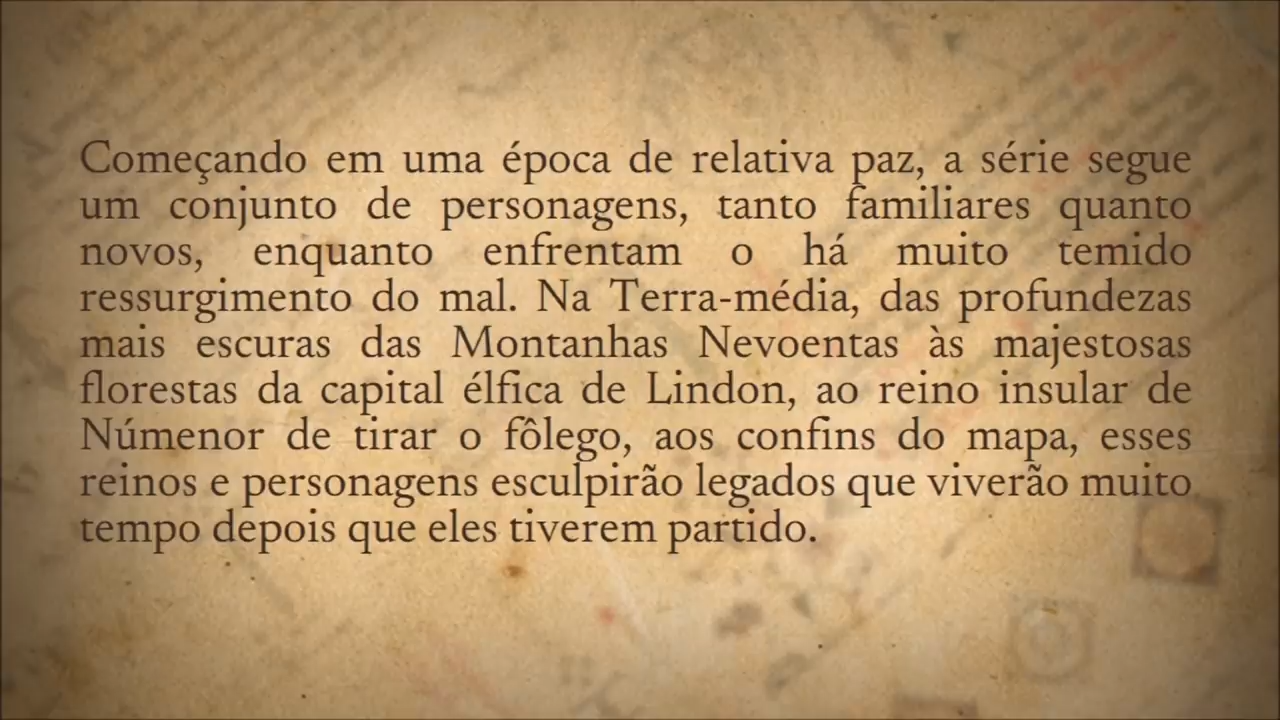 Começando em uma época de relativa paz, a série segue
um conjunto de personagens, tanto familiares quanto
novos, enquanto enfrentam o há muito temido
ressurgimento do mal. Na Terra-média, das profundezas
mais escuras das Montanhas Nevoentas às majestosas
florestas da capital élfica de Lindon, ao reino insular de
Númenor de tirar o fôlego, aos confins do mapa, esses
reinos e personagens esculpirão legados que viverão muito
tempo depois que eles tiverem partido.